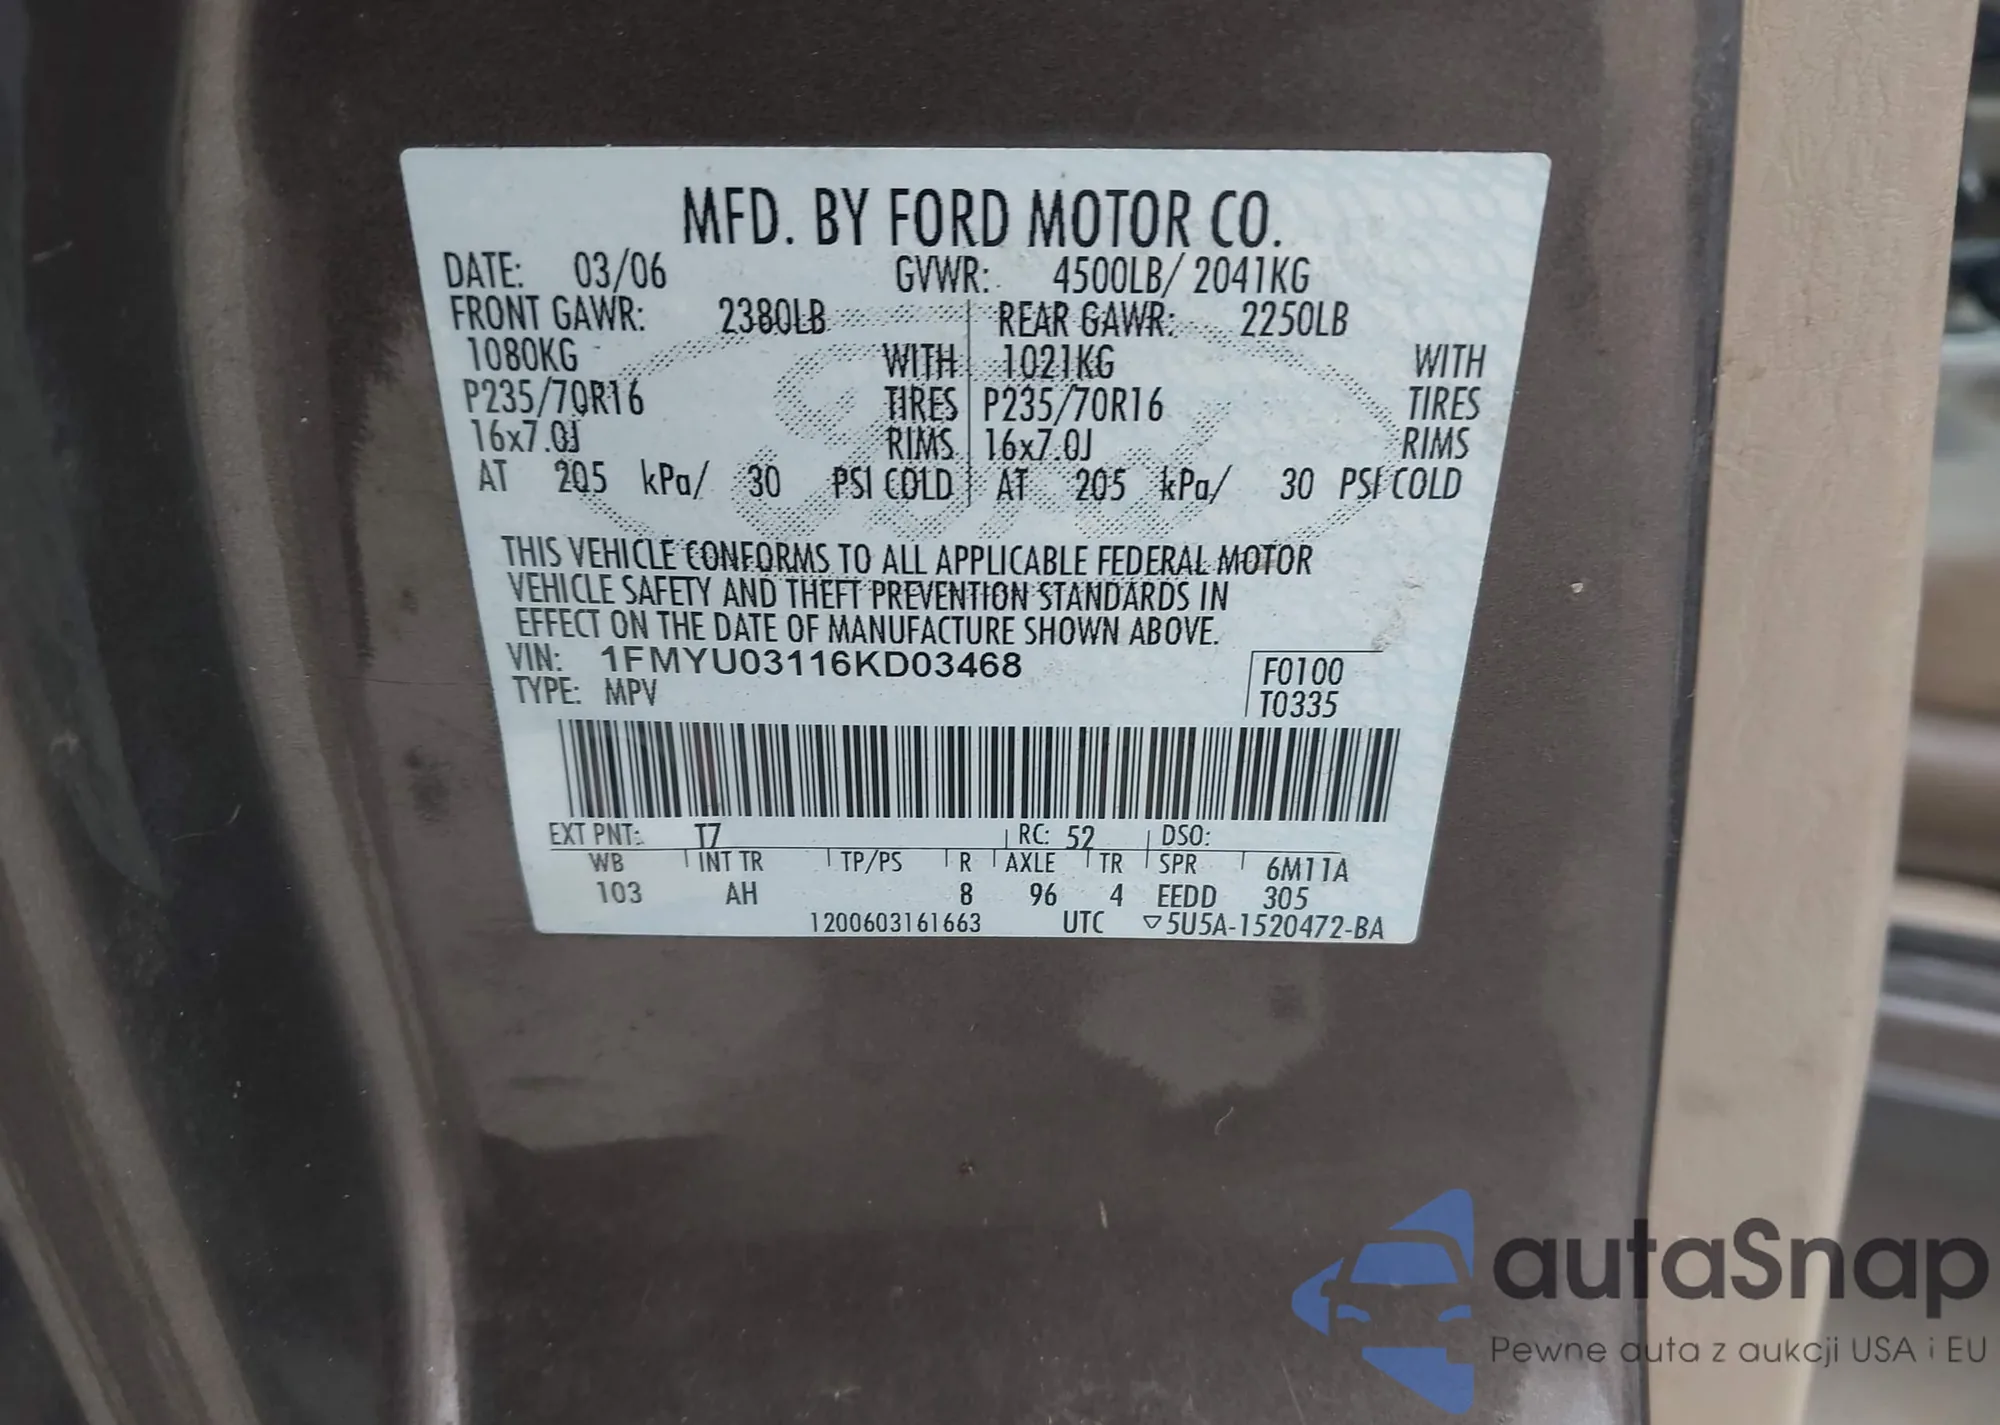 MFD. BY FORD MOTOR CO.
DATE: 03/06 GVWR: 4500LB/ 2041KG
FRONT GAWR: 2380LB REAR GAWR: 2250LB
1080KG WITH 1021KG WITH
P235/70R16 TIRES P235/70R16 TIRES
16x7.0J RIMS 16x7.0J RIMS
AT 205 kPa/ 30 PSI COLD AT 205 kPa/ 30 PSI COLD
THIS VEHICLE CONFORMS TO ALL APPLICABLE FEDERAL MOTOR
VEHICLE SAFETY AND THEFT PREVENTION STANDARDS IN
EFFECT ON THE DATE OF MANUFACTURE SHOWN ABOVE.
VIN: 1FMYU03116KD03468 F0100
TYPE: MPV T0335
EXT PNT: T7 RC: 52 DSO:
WB INT TR TP/PS R AXLE TR SPR 6M11A
103 AH 8 96 4 EEDD 305
1200603161663 UTC ▽5U5A-1520472-BA
autaSnap
Pewne auta z aukcji USA i EU